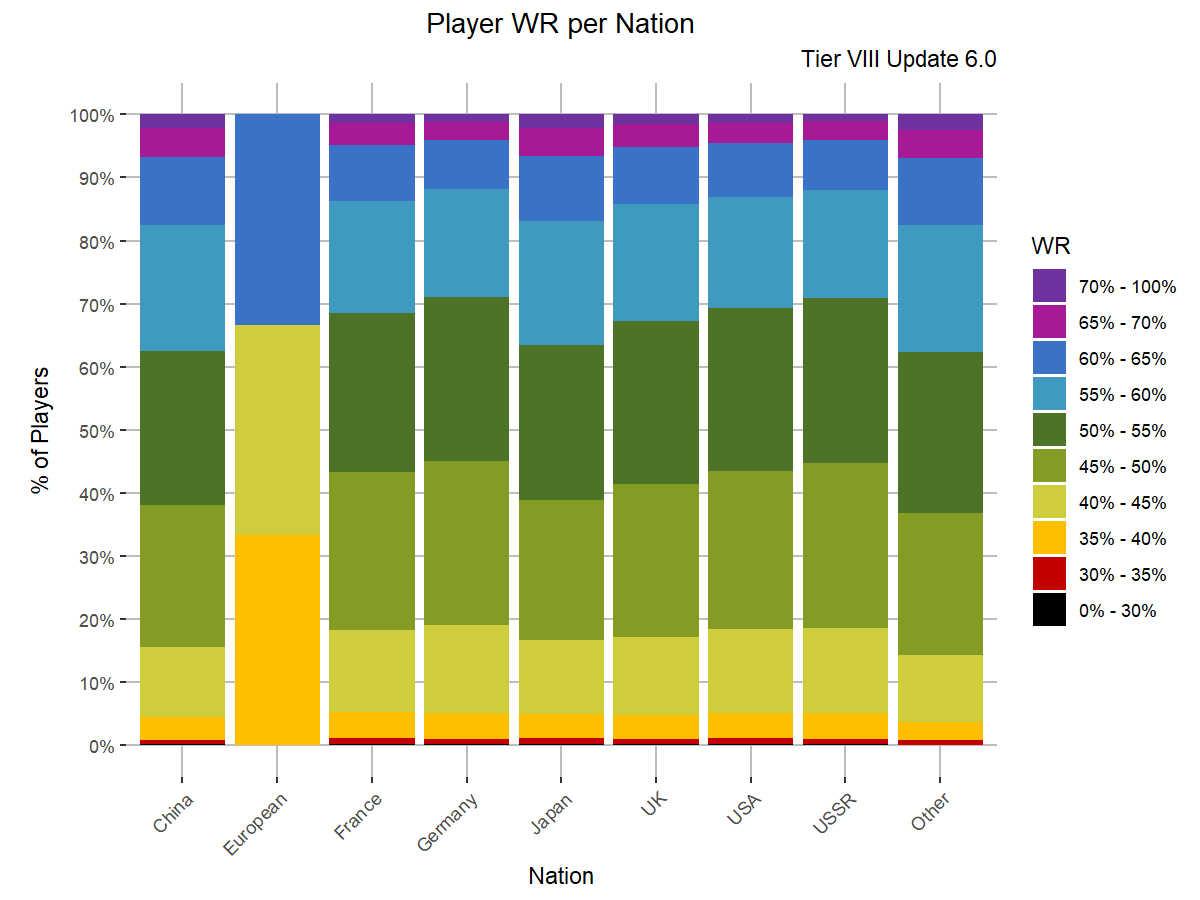 Player WR per Nation
Tier VIII Update 6.0
100%
90%
80%
70%
60%
50%
40%
30%
20%
10%
0%
% of Players
China
European
France
Germany
Japan
UK
USA
USSR
Other
Nation
WR
70% - 100%
65% - 70%
60% - 65%
55% - 60%
50% - 55%
45% - 50%
40% - 45%
35% - 40%
30% - 35%
0% - 30%